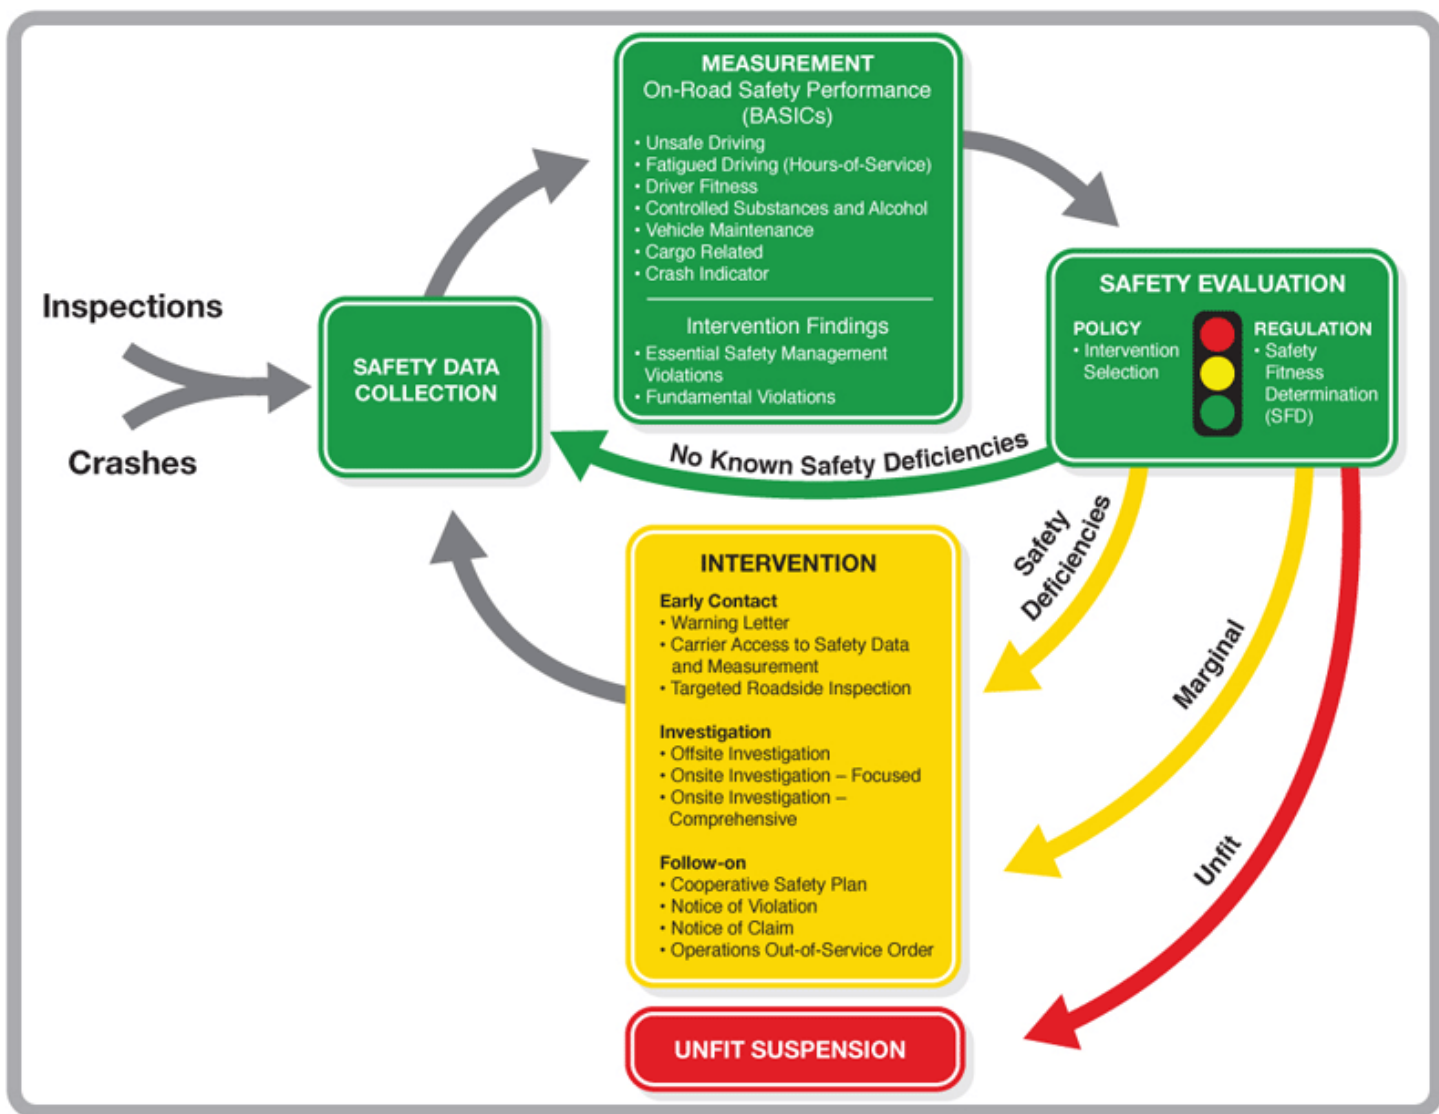 Inspections
Crashes
SAFETY DATA
COLLECTION
MEASUREMENT
On-Road Safety Performance
(BASICs)
• Unsafe Driving
• Fatigued Driving (Hours-of-Service)
• Driver Fitness
• Controlled Substances and Alcohol
• Vehicle Maintenance
• Cargo Related
• Crash Indicator
Intervention Findings
• Essential Safety Management
Violations
• Fundamental Violations
SAFETY EVALUATION
POLICY
• Intervention
Selection
REGULATION
• Safety
Fitness
Determination
(SFD)
No Known Safety Deficiencies
Safety
Deficiencies
Marginal
Unfit
INTERVENTION
Early Contact
• Warning Letter
• Carrier Access to Safety Data
and Measurement
• Targeted Roadside Inspection
Investigation
• Offsite Investigation
• Onsite Investigation – Focused
• Onsite Investigation –
Comprehensive
Follow-on
• Cooperative Safety Plan
• Notice of Violation
• Notice of Claim
• Operations Out-of-Service Order
UNFIT SUSPENSION